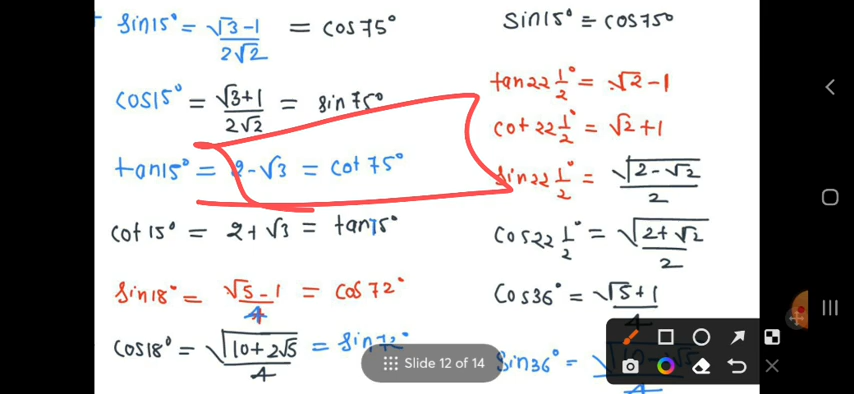 sin15° = √3-1/2√2 = cos75°
cos15° = √3+1/2√2 = sin75°
tan15° = 2-√3 = cot75°
cot15° = 2+√3 = tan75°
sin18° = √5-1/4 = cos72°
cos18° = √10+2√5/4 = sin72°
sin15° = cos75°
tan22 1/2° = √2-1
cot22 1/2° = √2+1
sin22 1/2° = √2-√2/2
cos22 1/2° = √2+√2/2
cos36° = √5+1/4
sin36° =
Slide 12 of 14